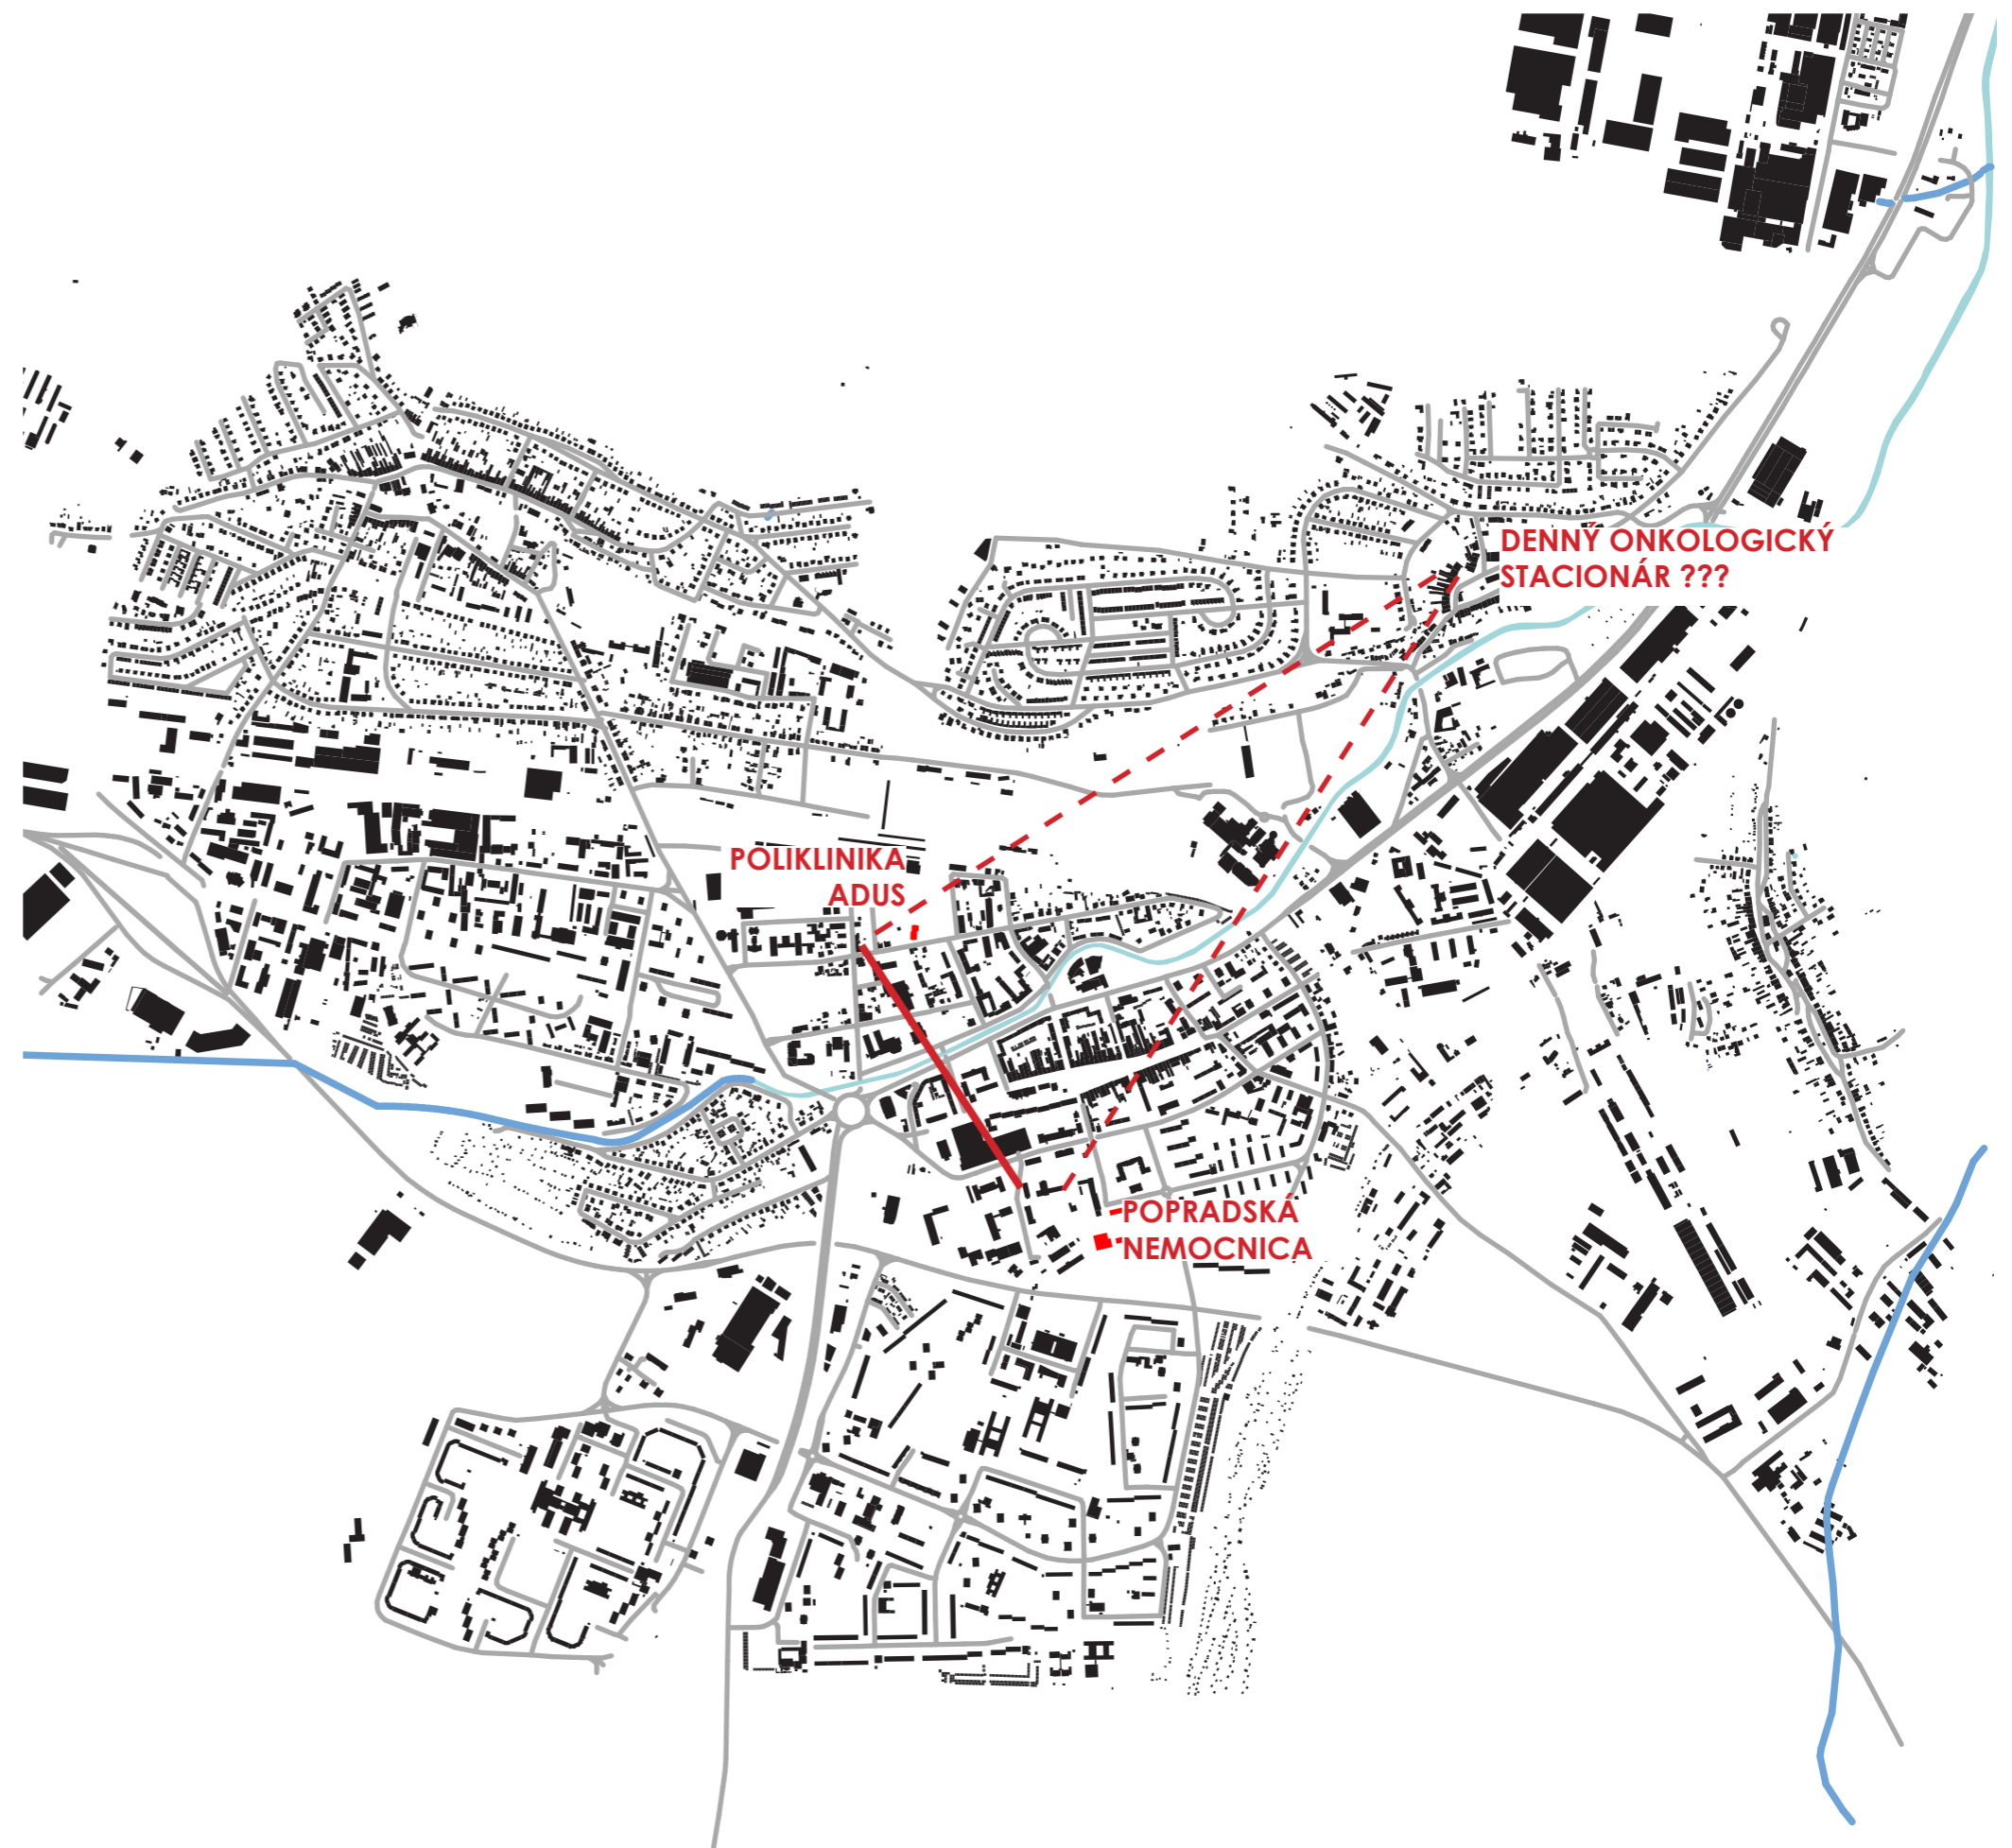 DENNÝ ONKOLOGICKÝ
STACIONÁR ???
POLIKLINIKA
ADUS
POPRADSKÁ
NEMOCNICA